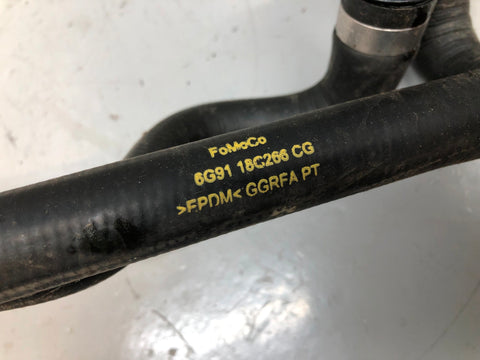 FoMoCo
6G91 18C266 CG
>EPDM< GGRFA PT